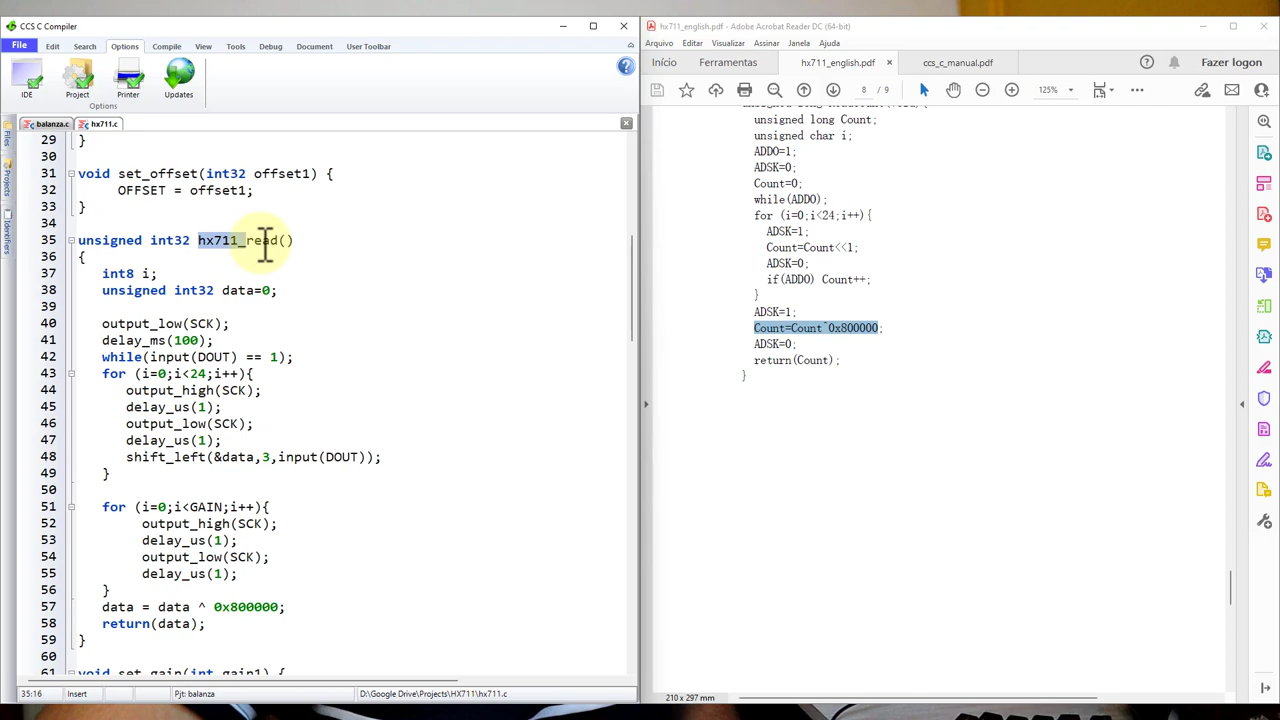 CCS C Compiler
File Edit Search Options Compile View Tools Debug Document User Toolbar
IDE Project Printer Updates
Options
balanza.c hx711.c
Files
Projects
Identifiers
29 }
30
31 void set_offset(int32 offset1) {
32 OFFSET = offset1;
33 }
34
35 unsigned int32 hx711_read()
36 {
37 int8 i;
38 unsigned int32 data=0;
39
40 output_low(SCK);
41 delay_ms(100);
42 while(input(DOUT) == 1);
43 for (i=0;i<24;i++){
44 output_high(SCK);
45 delay_us(1);
46 output_low(SCK);
47 delay_us(1);
48 shift_left(&data,3,input(DOUT));
49 }
50
51 for (i=0;i<GAIN;i++){
52 output_high(SCK);
53 delay_us(1);
54 output_low(SCK);
55 delay_us(1);
56 }
57 data = data ^ 0x800000;
58 return(data);
59 }
60
61 void set_gain(int gain1) {
35:16 Insert Pjt: balanza D:\Google Drive\Projects\HX711\hx711.c
hx711_english.pdf - Adobe Acrobat Reader DC (64-bit)
Arquivo Editar Visualizar Assinar Janela Ajuda
Início Ferramentas hx711_english.pdf × ccs_c_manual.pdf Fazer logon
8 / 9 125%
unsigned long Count;
unsigned char i;
ADDO=1;
ADSK=0;
Count=0;
while(ADDO);
for (i=0;i<24;i++){
ADSK=1;
Count=Count<<1;
ADSK=0;
if(ADDO) Count++;
}
ADSK=1;
Count=Count^0x800000;
ADSK=0;
return(Count);
}
210 x 297 mm